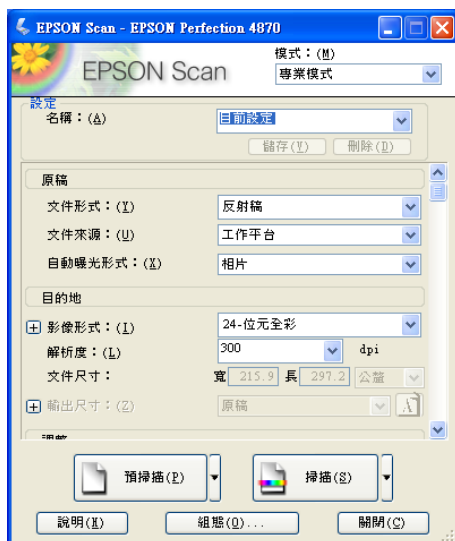 EPSON Scan - EPSON Perfection 4870
EPSON Scan
模式：(M)
專業模式
設定
名稱：(A) 目前設定
儲存(V) 刪除(D)
原稿
文件形式：(Y) 反射稿
文件來源：(U) 工作平台
自動曝光形式：(X) 相片
目的地
影像形式：(I) 24-位元全彩
解析度：(L) 300 dpi
文件尺寸： 寬 215.9 長 297.2 公釐
輸出尺寸：(Z) 原稿 A
預掃描(P) 掃描(S)
說明(H) 組態(O)... 關閉(C)